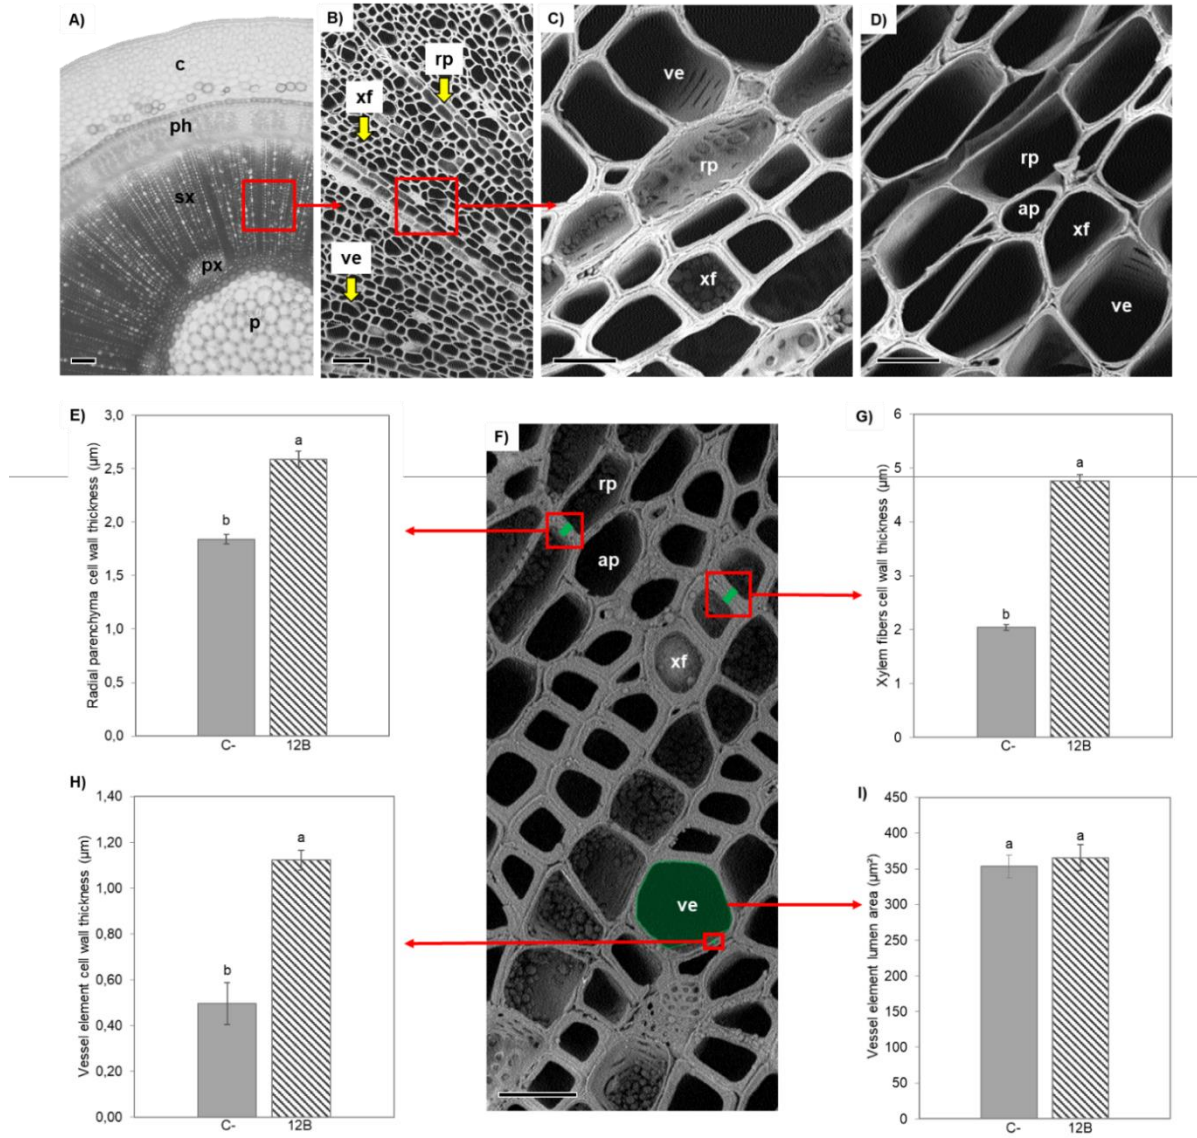 A)
c
ph
sx
px
p
B)
rp
xf
ve
C)
ve
rp
xf
D)
rp
ap
xf
ve
E)
Radial parenchyma cell wall thickness (µm)
3,0
2,5
2,0
1,5
1,0
0,5
0,0
b
a
C-
12B
F)
rp
ap
xf
ve
G)
Xylem fibers cell wall thickness (µm)
6
5
4
3
2
1
0
b
a
C-
12B
H)
Vessel element cell wall thickness (µm)
1,40
1,20
1,00
0,80
0,60
0,40
0,20
0,00
b
a
C-
12B
I)
Vessel element lumen area (µm²)
450
400
350
300
250
200
150
100
50
0
a
a
C-
12B